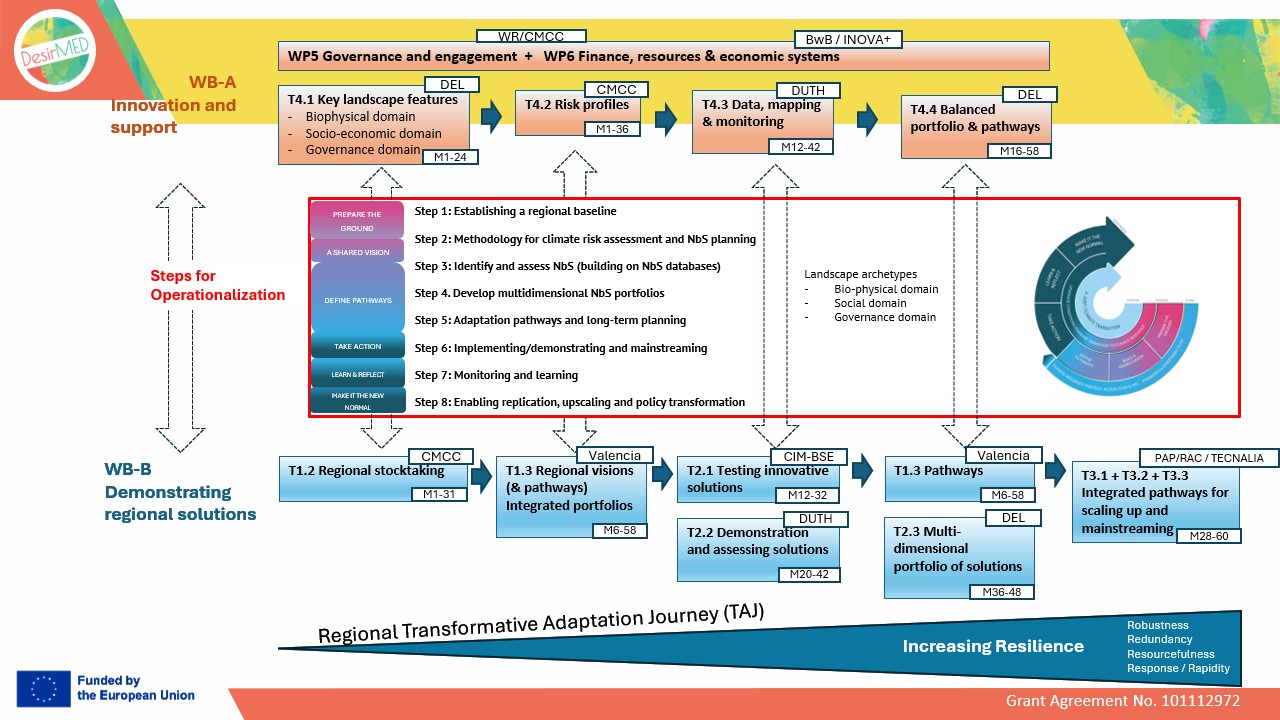 DesirMED
WR/CMCC
BwB / INOVA+
WP5 Governance and engagement + WP6 Finance, resources & economic systems
WB-A
Innovation and
support
DEL
T4.1 Key landscape features
- Biophysical domain
- Socio-economic domain
- Governance domain
M1-24
CMCC
T4.2 Risk profiles
M1-36
DUTH
T4.3 Data, mapping
& monitoring
M12-42
DEL
T4.4 Balanced
portfolio & pathways
M16-58
Steps for
Operationalization
PREPARE THE
GROUND
A SHARED VISION
DEFINE PATHWAYS
TAKE ACTION
LEARN & REFLECT
MAKE IT THE NEW
NORMAL
Step 1: Establishing a regional baseline
Step 2: Methodology for climate risk assessment and NbS planning
Step 3: Identify and assess NbS (building on NbS databases)
Step 4. Develop multidimensional NbS portfolios
Step 5: Adaptation pathways and long-term planning
Step 6: Implementing/demonstrating and mainstreaming
Step 7: Monitoring and learning
Step 8: Enabling replication, upscaling and policy transformation
Landscape archetypes
- Bio-physical domain
- Social domain
- Governance domain
MAKE IT THE
NEW NORMAL
LEARN &
REFLECT
TAKE ACTION
WB-B
Demonstrating
regional solutions
CMCC
T1.2 Regional stocktaking
M1-31
Valencia
T1.3 Regional visions
(& pathways)
Integrated portfolios
M6-58
CIM-BSE
T2.1 Testing innovative
solutions
M12-32
DUTH
T2.2 Demonstration
and assessing solutions
M20-42
Valencia
T1.3 Pathways
M6-58
DEL
T2.3 Multi-
dimensional
portfolio of solutions
M36-48
PAP/RAC / TECNALIA
T3.1 + T3.2 + T3.3
Integrated pathways for
scaling up and
mainstreaming
M28-60
Regional Transformative Adaptation Journey (TAJ)
Increasing Resilience
Robustness
Redundancy
Resourcefulness
Response / Rapidity
Funded by
the European Union
Grant Agreement No. 101112972